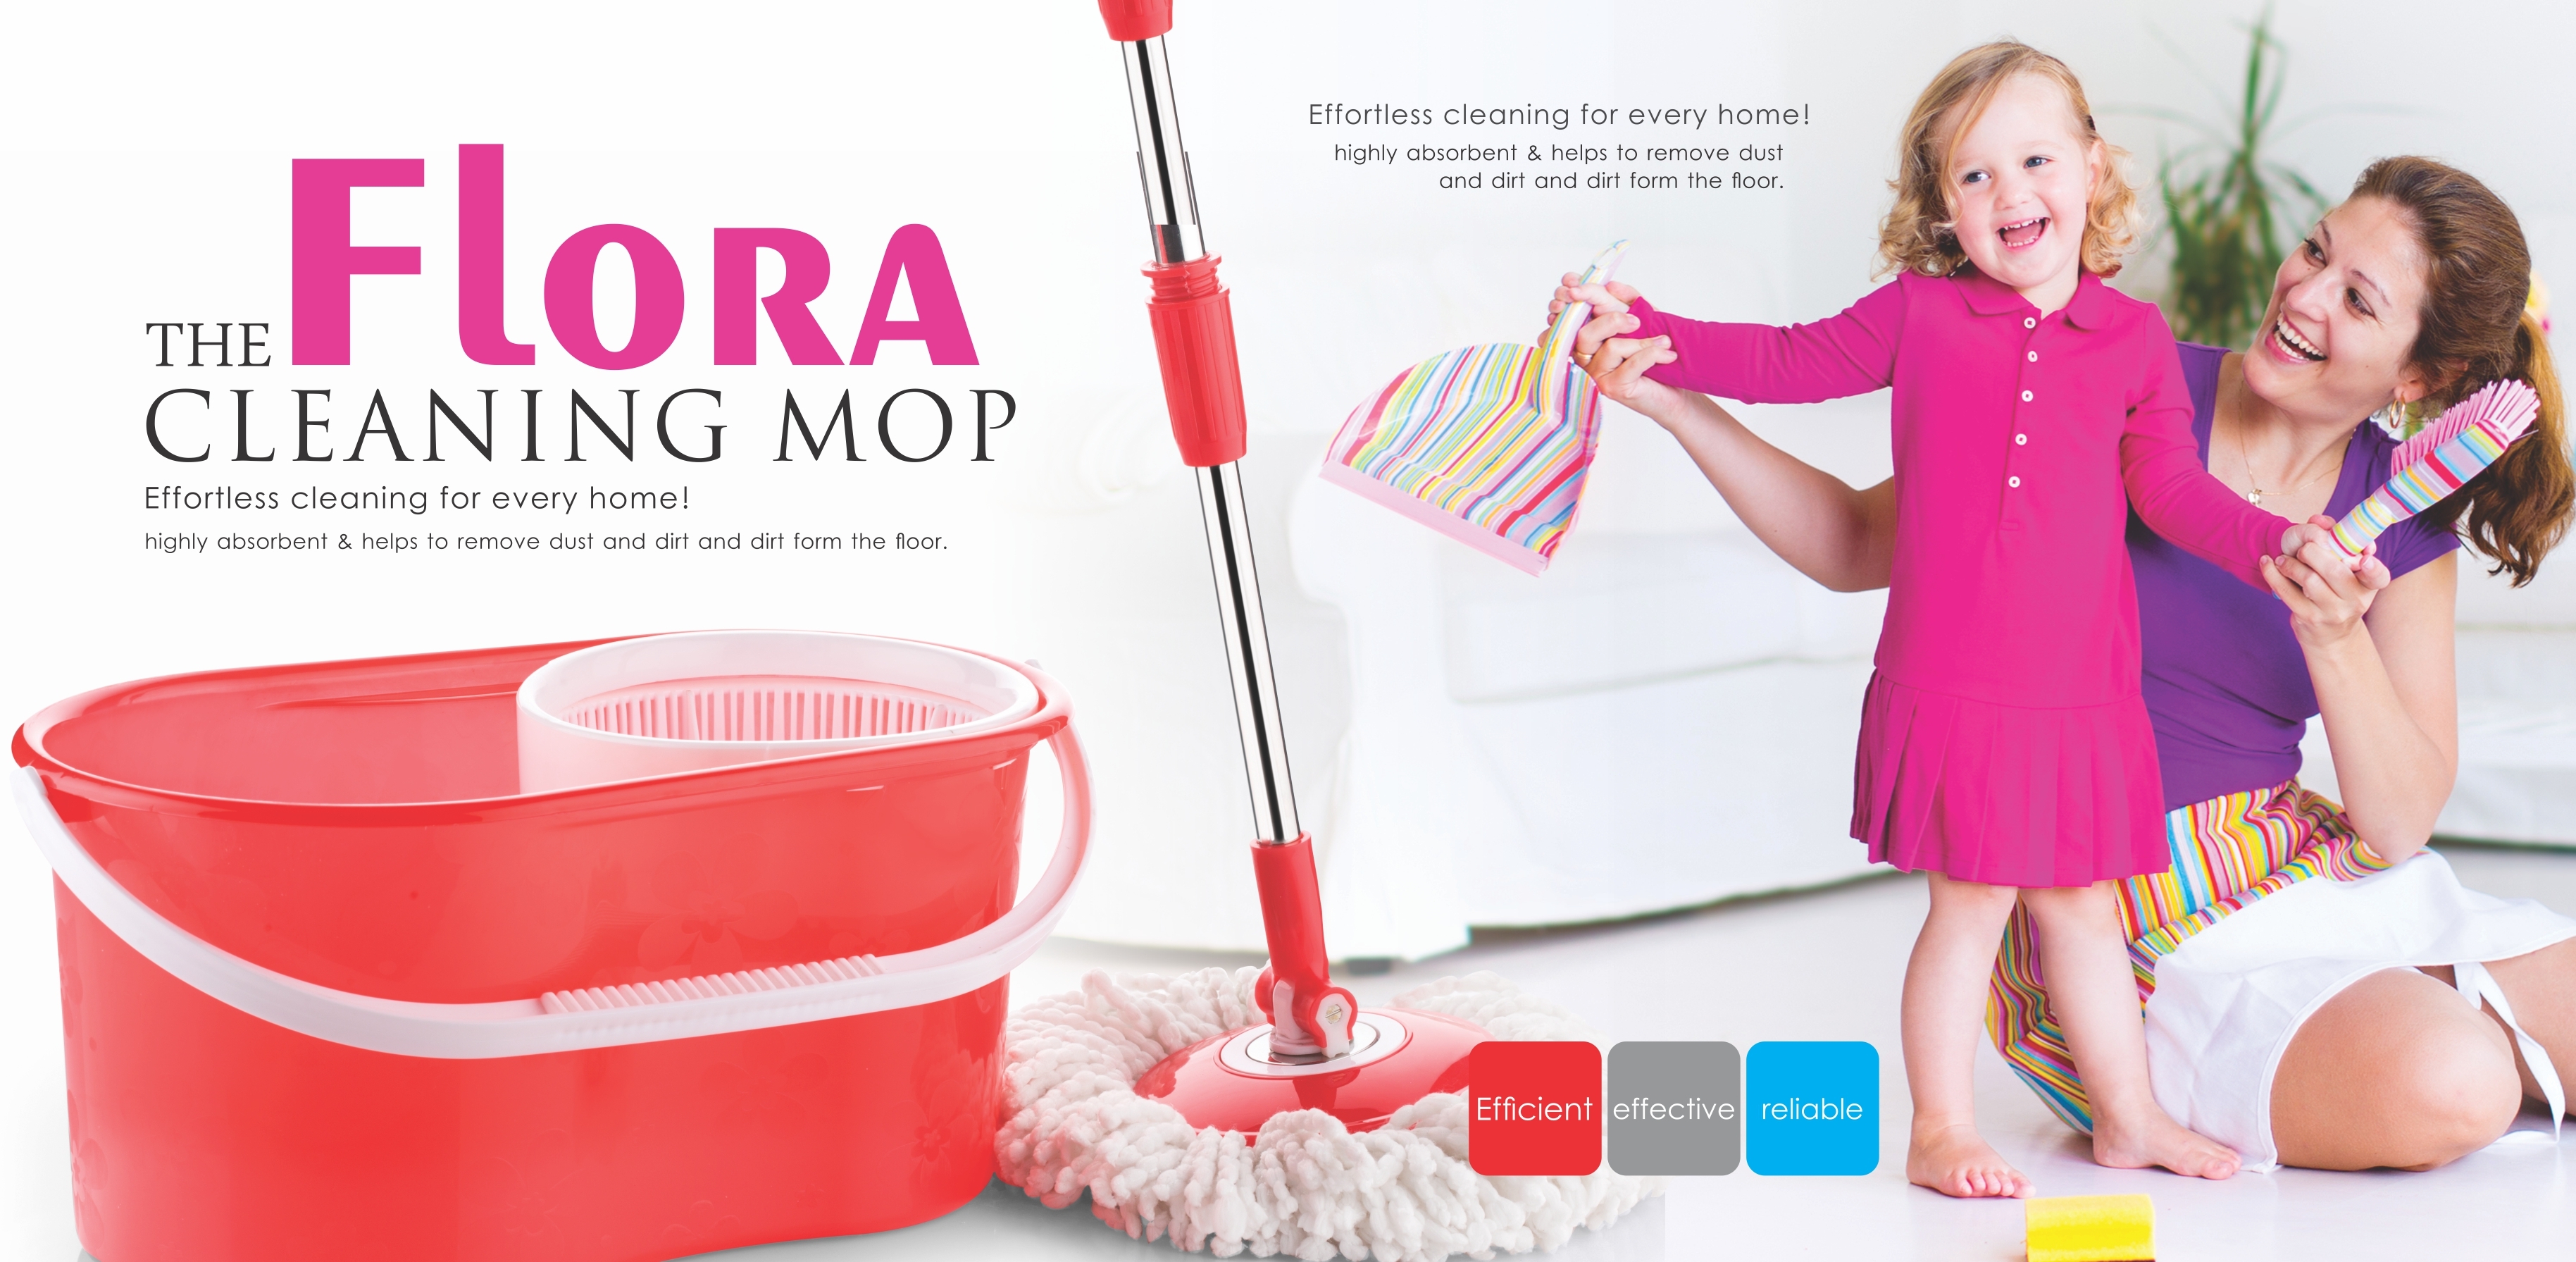 THE FLORA
CLEANING MOP
Effortless cleaning for every home!
highly absorbent & helps to remove dust and dirt and dirt form the floor.
Effortless cleaning for every home!
highly absorbent & helps to remove dust
and dirt and dirt form the floor.
Efficient
effective
reliable